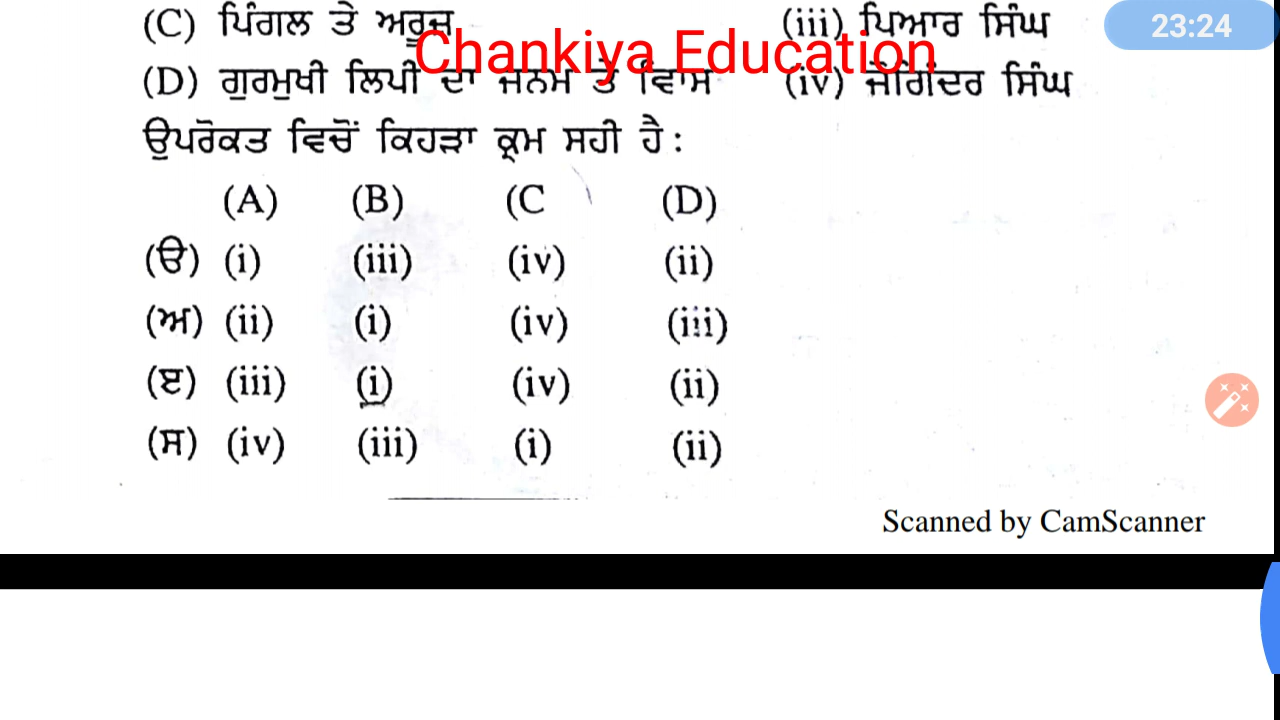 (C) ਪਿੰਗਲ ਤੇ ਅਰੂਜ਼ (iii) ਪਿਆਰ ਸਿੰਘ
23:24
Chankiya Education
(D) ਗੁਰਮੁਖੀ ਲਿਪੀ ਦਾ ਜਨਮ ਤੇ (iv) ਜੋਗਿੰਦਰ ਸਿੰਘ
ਉਪਰੋਕਤ ਵਿਚੋਂ ਕਿਹੜਾ ਕ੍ਰਮ ਸਹੀ ਹੈ :
(A) (B) (C (D)
(ੳ) (i) (iii) (iv) (ii)
(ਅ) (ii) (i) (iv) (iii)
(ੲ) (iii) (i) (iv) (ii)
(ਸ) (iv) (iii) (i) (ii)
Scanned by CamScanner